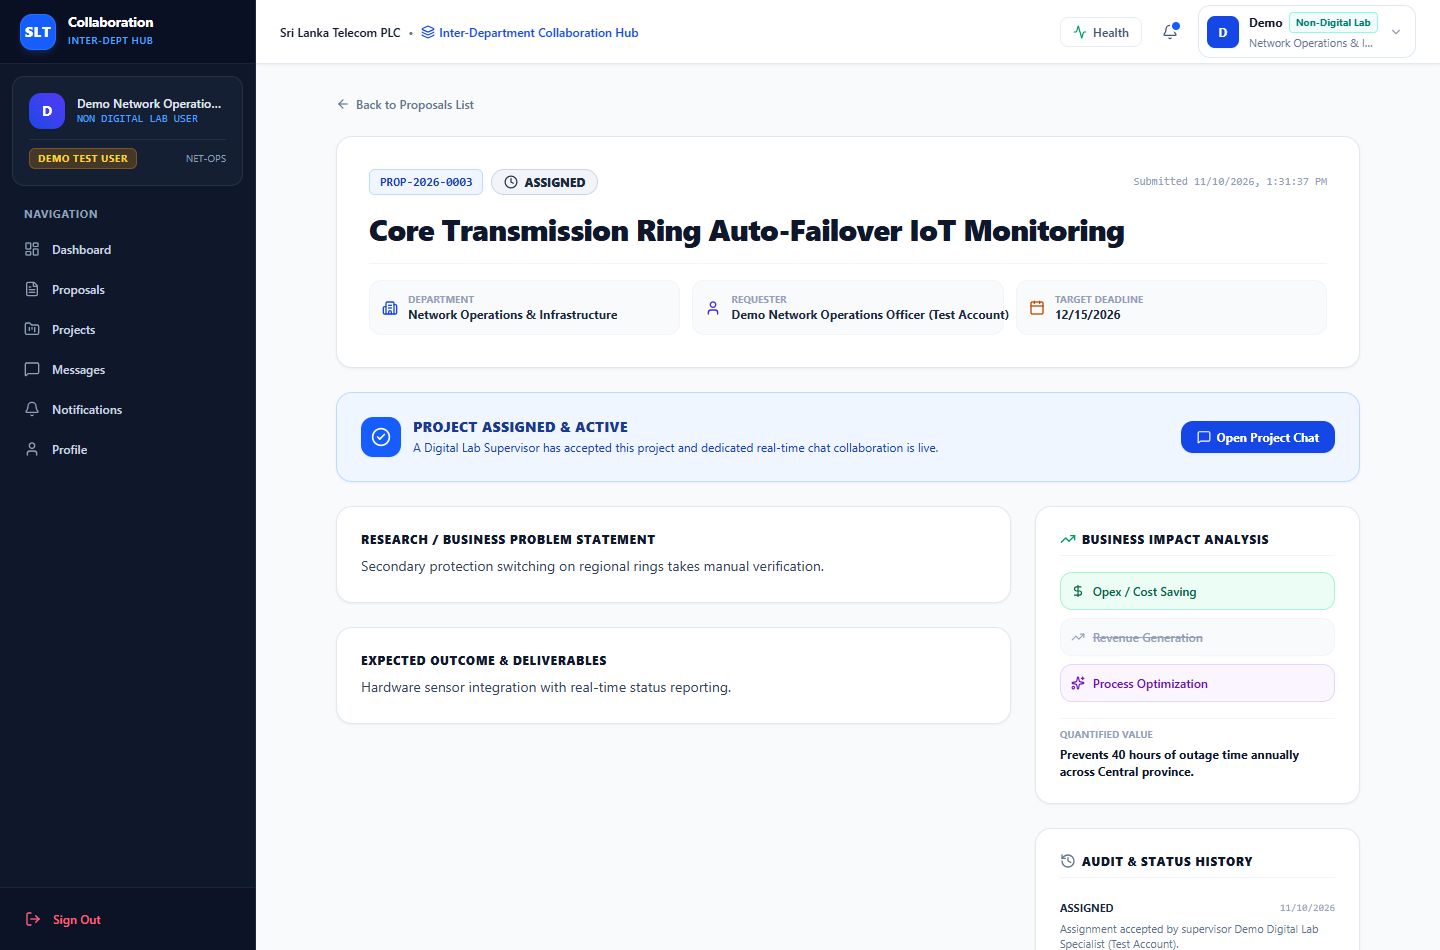 SLT
Collaboration
INTER-DEPT HUB
D
Demo Network Operatio...
NON DIGITAL LAB USER
DEMO TEST USER
NET-OPS
NAVIGATION
Dashboard
Proposals
Projects
Messages
Notifications
Profile
Sign Out
Sri Lanka Telecom PLC • Inter-Department Collaboration Hub
Health
D
Demo Non-Digital Lab
Network Operations & I...
Back to Proposals List
PROP-2026-0003
ASSIGNED
Submitted 11/10/2026, 1:31:37 PM
Core Transmission Ring Auto-Failover IoT Monitoring
DEPARTMENT
Network Operations & Infrastructure
REQUESTER
Demo Network Operations Officer (Test Account)
TARGET DEADLINE
12/15/2026
PROJECT ASSIGNED & ACTIVE
A Digital Lab Supervisor has accepted this project and dedicated real-time chat collaboration is live.
Open Project Chat
RESEARCH / BUSINESS PROBLEM STATEMENT
Secondary protection switching on regional rings takes manual verification.
EXPECTED OUTCOME & DELIVERABLES
Hardware sensor integration with real-time status reporting.
BUSINESS IMPACT ANALYSIS
Opex / Cost Saving
Revenue Generation
Process Optimization
QUANTIFIED VALUE
Prevents 40 hours of outage time annually
across Central province.
AUDIT & STATUS HISTORY
ASSIGNED
11/10/2026
Assignment accepted by supervisor Demo Digital Lab
Specialist (Test Account).